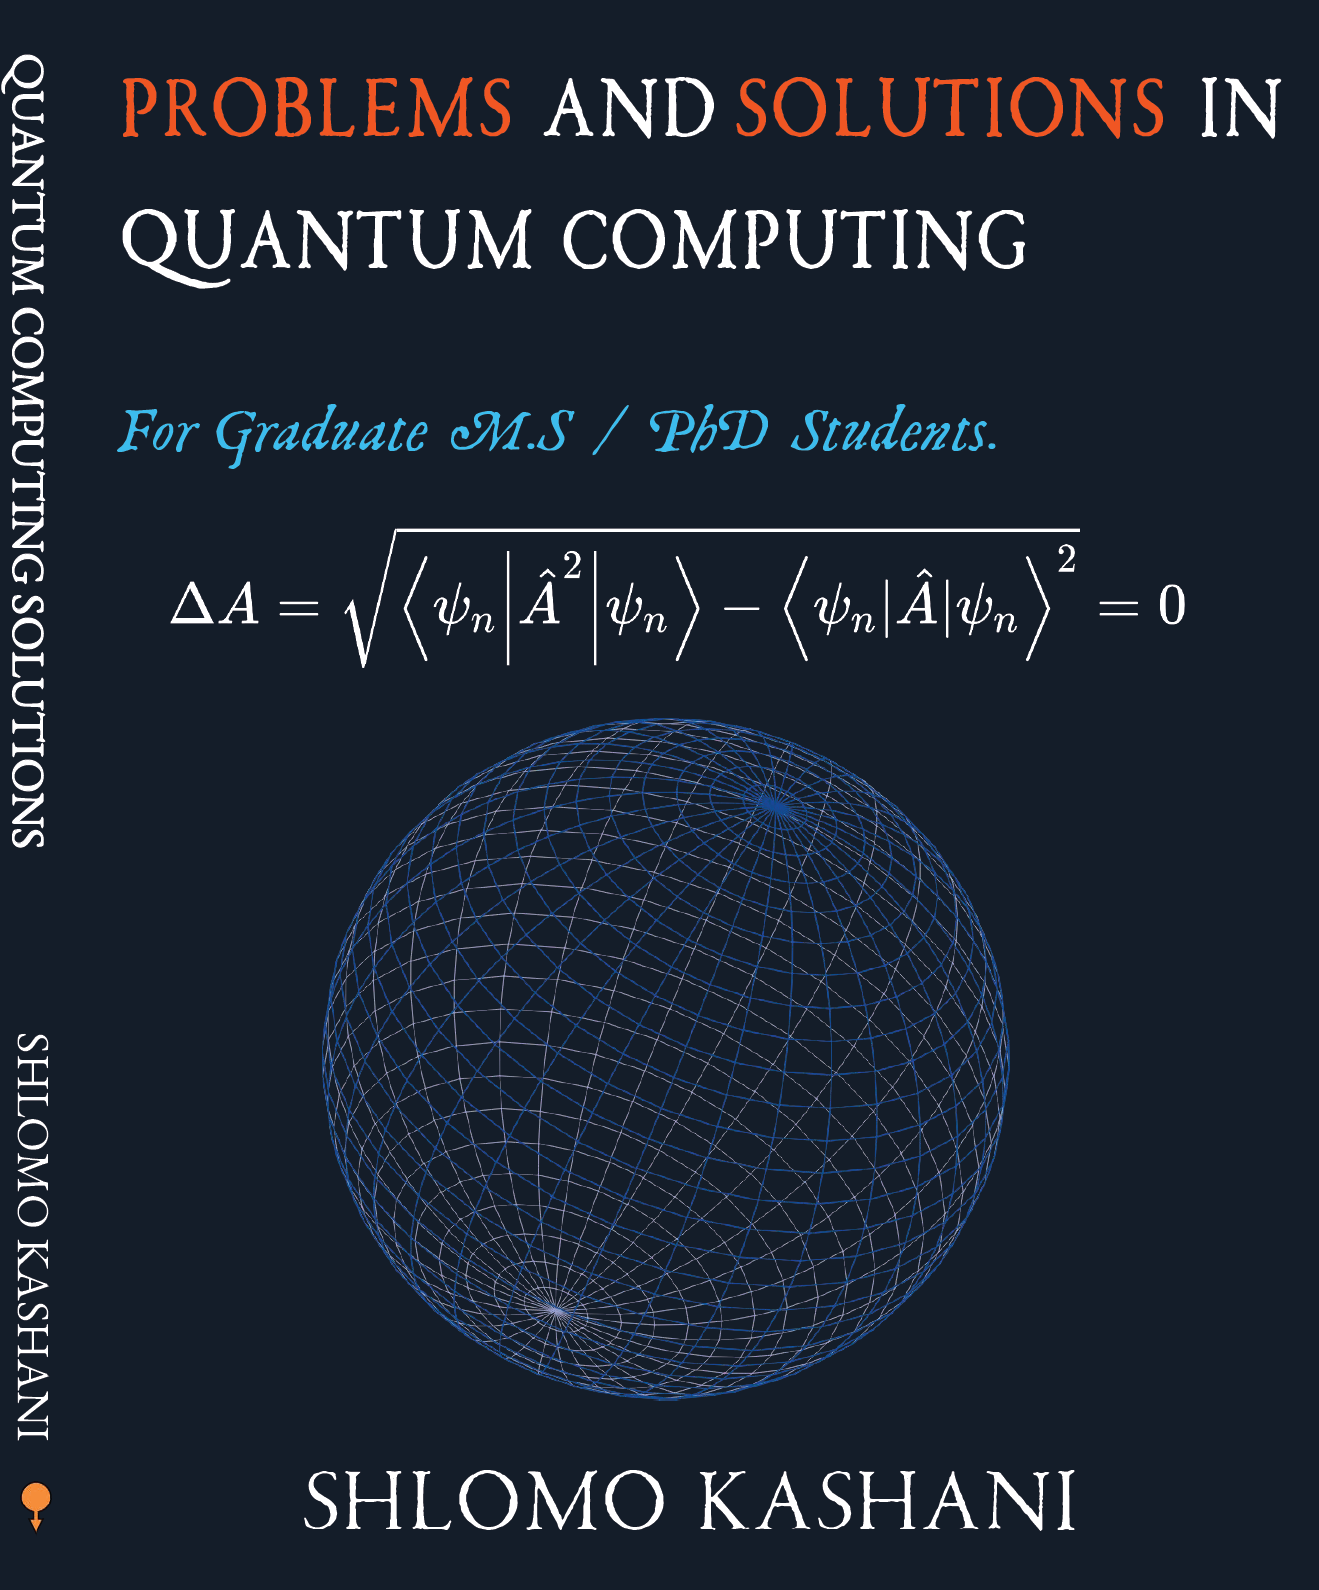 PROBLEMS AND SOLUTIONS IN
QUANTUM COMPUTING
For Graduate M.S / PhD Students.
ΔA = √(⟨ψₙ|Â²|ψₙ⟩ − ⟨ψₙ|Â|ψₙ⟩²) = 0
SHLOMO KASHANI
QUANTUM COMPUTING SOLUTIONS
SHLOMO KASHANI